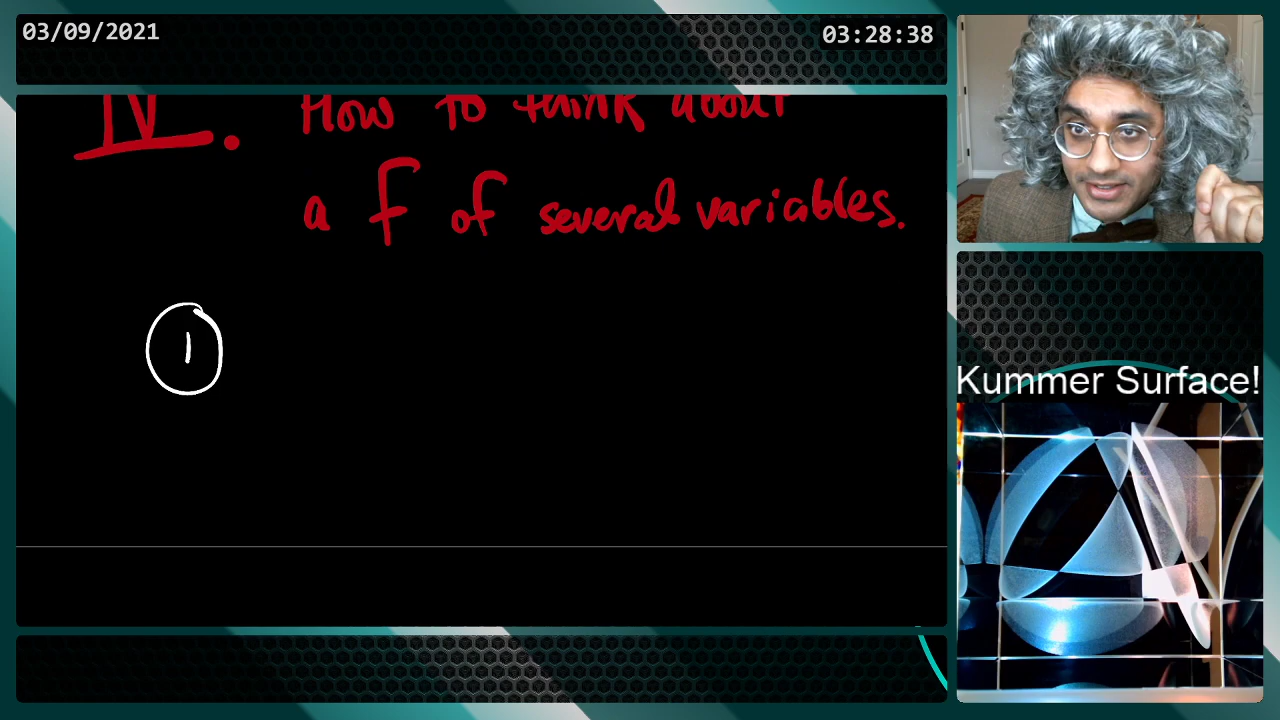 03/09/2021
03:28:38
IV. How to think about
a f of several variables.
1
Kummer Surface!